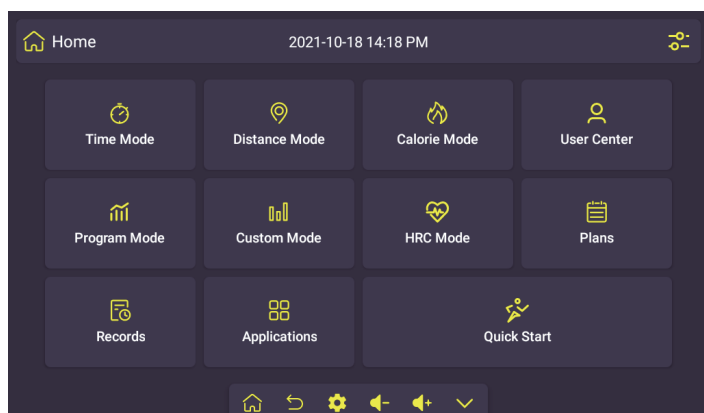 Home 2021-10-18 14:18 PM
Time Mode Distance Mode Calorie Mode User Center
Program Mode Custom Mode HRC Mode Plans
Records Applications Quick Start